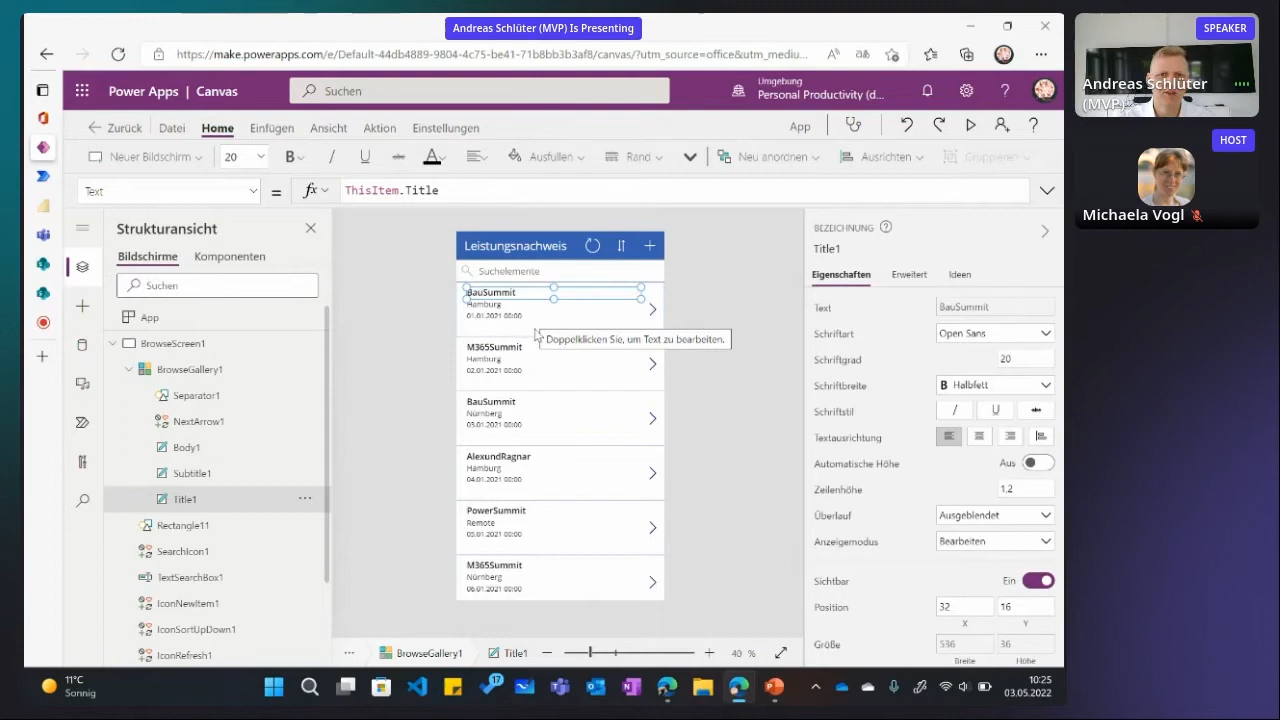 Andreas Schlüter (MVP) Is Presenting
https://make.powerapps.com/e/Default-44db4889-9804-4c75-be41-71b8bb3b3af8/canvas/?utm_source=office&utm_mediu...
Power Apps | Canvas
Suchen
Umgebung
Personal Productivity (d...
Zurück Datei Home Einfügen Ansicht Aktion Einstellungen App
Neuer Bildschirm 20 B / U abc A Ausfüllen Rand Neu anordnen Ausrichten Gruppieren
Text = fx ThisItem.Title
Strukturansicht
Bildschirme Komponenten
Suchen
App
BrowseScreen1
BrowseGallery1
Separator1
NextArrow1
Body1
Subtitle1
Title1
Rectangle11
SearchIcon1
TextSearchBox1
IconNewItem1
IconSortUpDown1
IconRefresh1
Leistungsnachweis
Suchelemente
BauSummit
Hamburg
01.01.2021 00:00
Doppelklicken Sie, um Text zu bearbeiten.
M365Summit
Hamburg
02.01.2021 00:00
BauSummit
Nürnberg
03.01.2021 00:00
AlexundRagnar
Hamburg
04.01.2021 00:00
PowerSummit
Remote
05.01.2021 00:00
M365Summit
Nürnberg
06.01.2021 00:00
BrowseGallery1 Title1 40 %
BEZEICHNUNG
Title1
Eigenschaften Erweitert Ideen
Text BauSummit
Schriftart Open Sans
Schriftgrad 20
Schriftbreite B Halbfett
Schriftstil / U abc
Textausrichtung
Automatische Höhe Aus
Zeilenhöhe 1,2
Überlauf Ausgeblendet
Anzeigemodus Bearbeiten
Sichtbar Ein
Position 32 16
X Y
Größe 536 36
Breite Höhe
11°C
Sonnig
17
10:25
03.05.2022
SPEAKER
Andreas Schlüter
(MVP)
HOST
Michaela Vogl